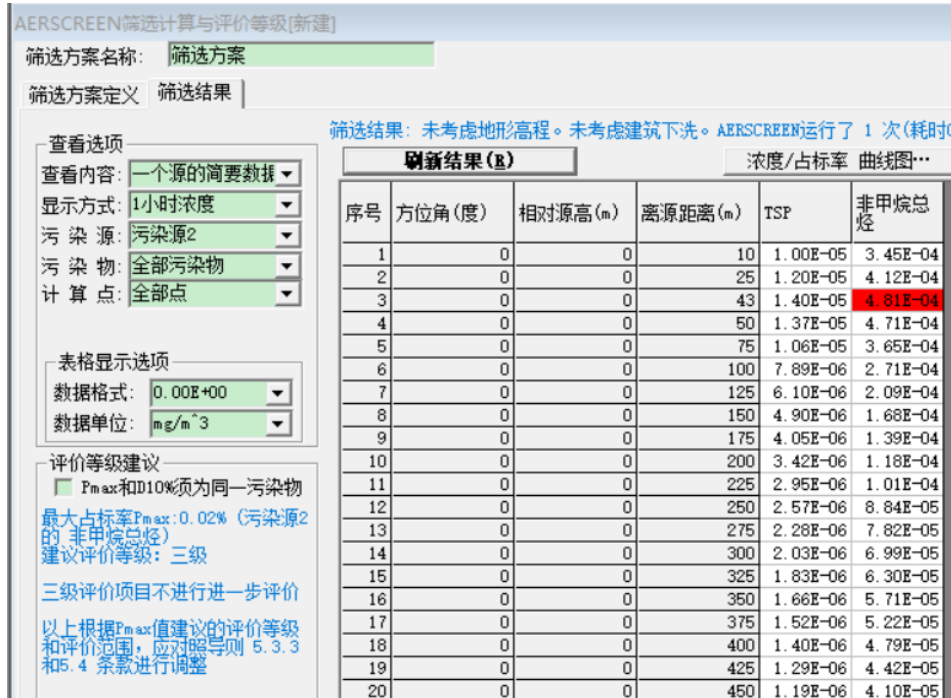 AERSCREEN筛选计算与评价等级[新建]
筛选方案名称: 筛选方案
筛选方案定义 筛选结果
筛选结果: 未考虑地形高程。未考虑建筑下洗。AERSCREEN运行了 1 次(耗时
查看选项
查看内容: 一个源的简要数据
显示方式: 1小时浓度
污 染 源: 污染源2
污 染 物: 全部污染物
计 算 点: 全部点
表格显示选项
数据格式: 0.00E+00
数据单位: mg/m^3
评价等级建议
Pmax和D10%须为同一污染物
最大占标率Pmax:0.02% (污染源2
的 非甲烷总烃)
建议评价等级: 三级
三级评价项目不进行进一步评价
以上根据Pmax值建议的评价等级
和评价范围,应对照导则 5.3.3
和5.4 条款进行调整
刷新结果(R) 浓度/占标率 曲线图…
序号 方位角(度) 相对源高(m) 离源距离(m) TSP 非甲烷总烃
1 0 0 10 1.00E-05 3.45E-04
2 0 0 25 1.20E-05 4.12E-04
3 0 0 43 1.40E-05 4.81E-04
4 0 0 50 1.37E-05 4.71E-04
5 0 0 75 1.06E-05 3.65E-04
6 0 0 100 7.89E-06 2.71E-04
7 0 0 125 6.10E-06 2.09E-04
8 0 0 150 4.90E-06 1.68E-04
9 0 0 175 4.05E-06 1.39E-04
10 0 0 200 3.42E-06 1.18E-04
11 0 0 225 2.95E-06 1.01E-04
12 0 0 250 2.57E-06 8.84E-05
13 0 0 275 2.28E-06 7.82E-05
14 0 0 300 2.03E-06 6.99E-05
15 0 0 325 1.83E-06 6.30E-05
16 0 0 350 1.66E-06 5.71E-05
17 0 0 375 1.52E-06 5.22E-05
18 0 0 400 1.40E-06 4.79E-05
19 0 0 425 1.29E-06 4.42E-05
20 0 0 450 1.19E-06 4.10E-05